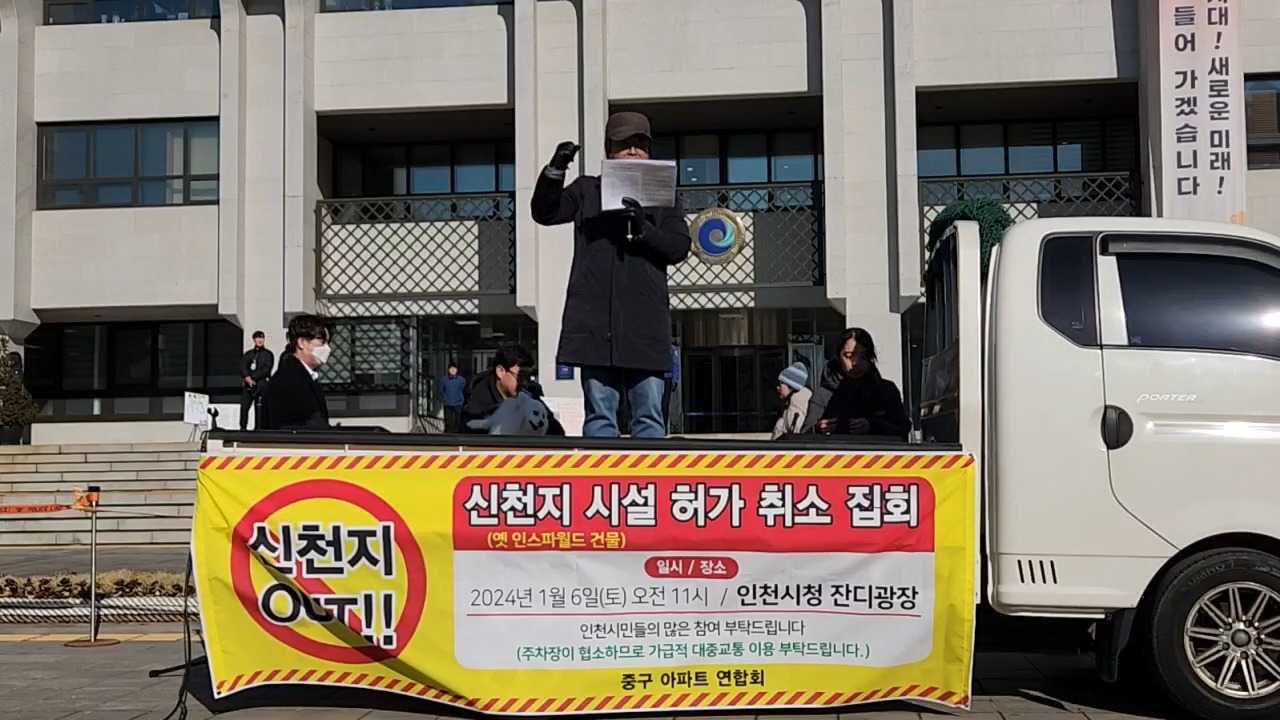 시대! 새로운 미래!
들어 가겠습니다
PORTER
신천지
OUT!!
신천지 시설 허가 취소 집회
(옛 인스파월드 건물)
일시 / 장소
2024년 1월 6일(토) 오전 11시 / 인천시청 잔디광장
인천시민들의 많은 참여 부탁드립니다
(주차장이 협소하므로 가급적 대중교통 이용 부탁드립니다.)
중구 아파트 연합회
POLICE LINE